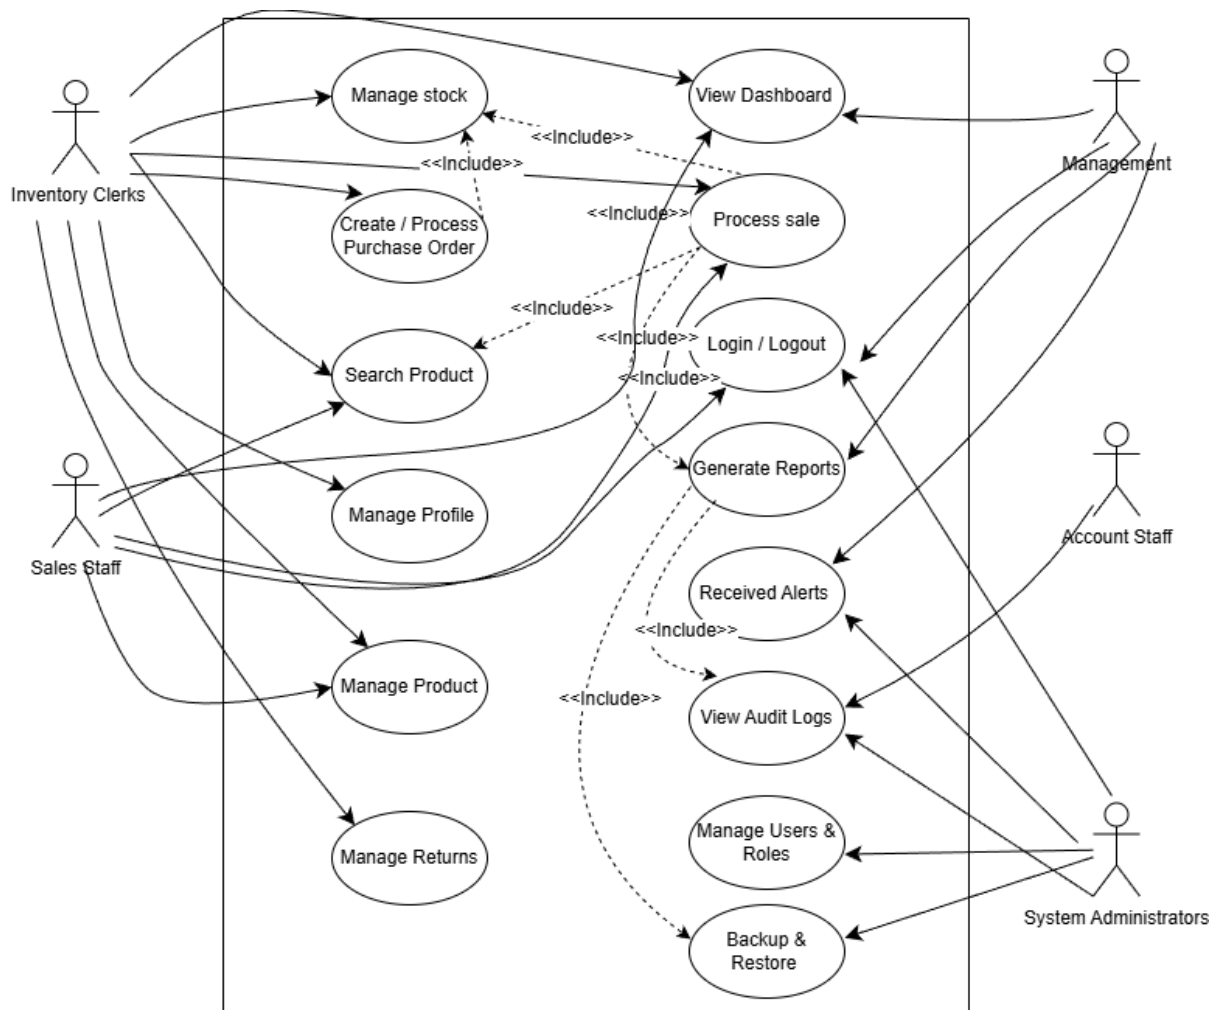 Manage stock
View Dashboard
<<Include>>
<<Include>>
Management
Inventory Clerks
<<Include>>
Create / Process
Purchase Order
Process sale
<<Include>>
<<Include>>
Login / Logout
Search Product
<<Include>>
Generate Reports
Manage Profile
Account Staff
Sales Staff
Received Alerts
<<Include>>
Manage Product
<<Include>>
View Audit Logs
Manage Users &
Roles
Manage Returns
System Administrators
Backup &
Restore